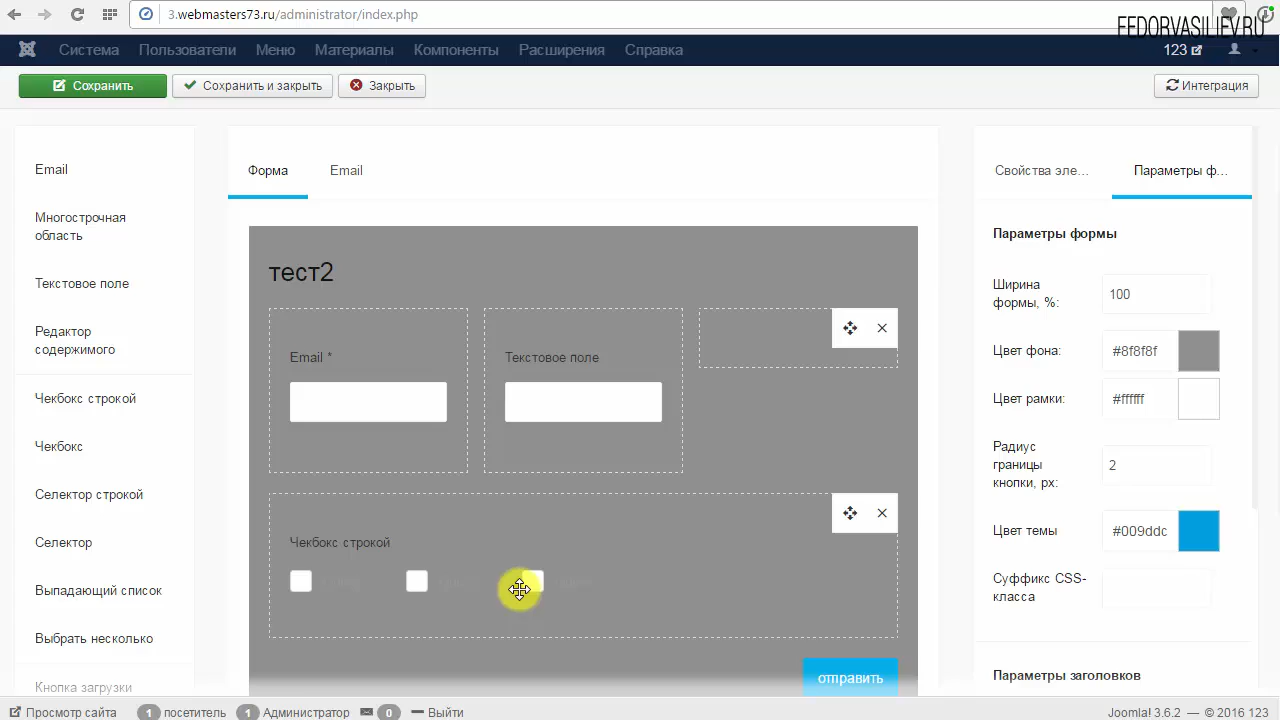 3.webmasters73.ru/administrator/index.php
FEDORVASILIEV.RU
Система Пользователи Меню Материалы Компоненты Расширения Справка 123
Сохранить Сохранить и закрыть Закрыть Интеграция
Email
Многострочная
область
Текстовое поле
Редактор
содержимого
Чекбокс строкой
Чекбокс
Селектор строкой
Селектор
Выпадающий список
Выбрать несколько
Кнопка загрузки
Форма Email
тест2
Email *
Текстовое поле
Чекбокс строкой
отправить
Свойства эле... Параметры ф...
Параметры формы
Ширина
формы, %:
100
Цвет фона:
#8f8f8f
Цвет рамки:
#ffffff
Радиус
границы
кнопки, px:
2
Цвет темы
#009ddc
Суффикс CSS-
класса
Параметры заголовков
Просмотр сайта 1 посетитель 1 Администратор 0 Выйти
Joomla! 3.6.2 — © 2016 123